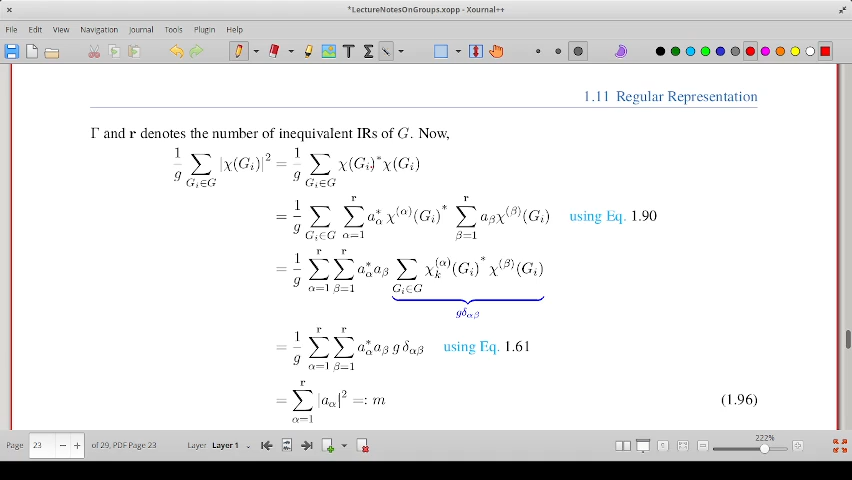 *LectureNotesOnGroups.xopp - Xournal++
File Edit View Navigation Journal Tools Plugin Help
1.11 Regular Representation
Γ and r denotes the number of inequivalent IRs of G. Now,
1/g ∑_{G_i∈G} |χ(G_i)|² = 1/g ∑_{G_i∈G} χ(G_i)* χ(G_i)
= 1/g ∑_{G_i∈G} ∑_{α=1}^{r} a_α* χ^(α)(G_i)* ∑_{β=1}^{r} a_β χ^(β)(G_i) using Eq. 1.90
= 1/g ∑_{α=1}^{r} ∑_{β=1}^{r} a_α* a_β ∑_{G_i∈G} χ_k^(α)(G_i)* χ^(β)(G_i)
gδ_{αβ}
= 1/g ∑_{α=1}^{r} ∑_{β=1}^{r} a_α* a_β g δ_{αβ} using Eq. 1.61
= ∑_{α=1}^{r} |a_α|² =: m (1.96)
Page 23 of 29, PDF Page 23 Layer Layer 1 222%